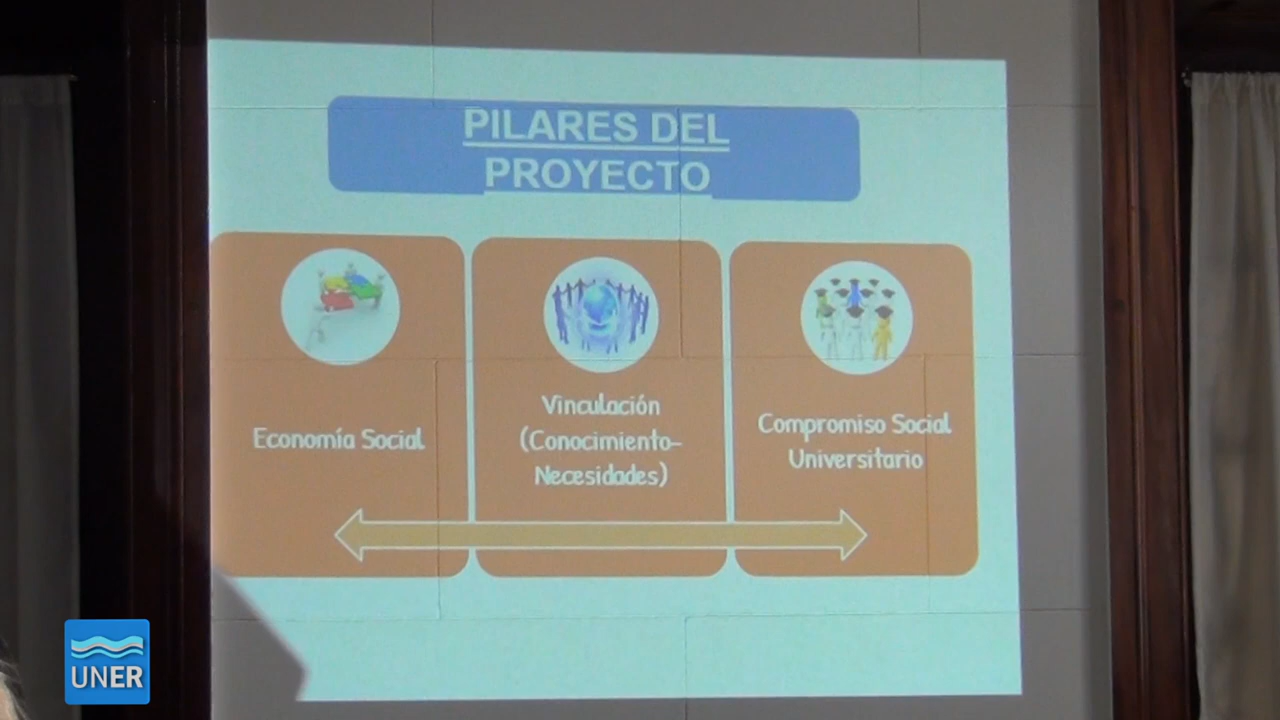 PILARES DEL
PROYECTO
Economía Social
Vinculación
(Conocimiento-
Necesidades)
Compromiso Social
Universitario
UNER